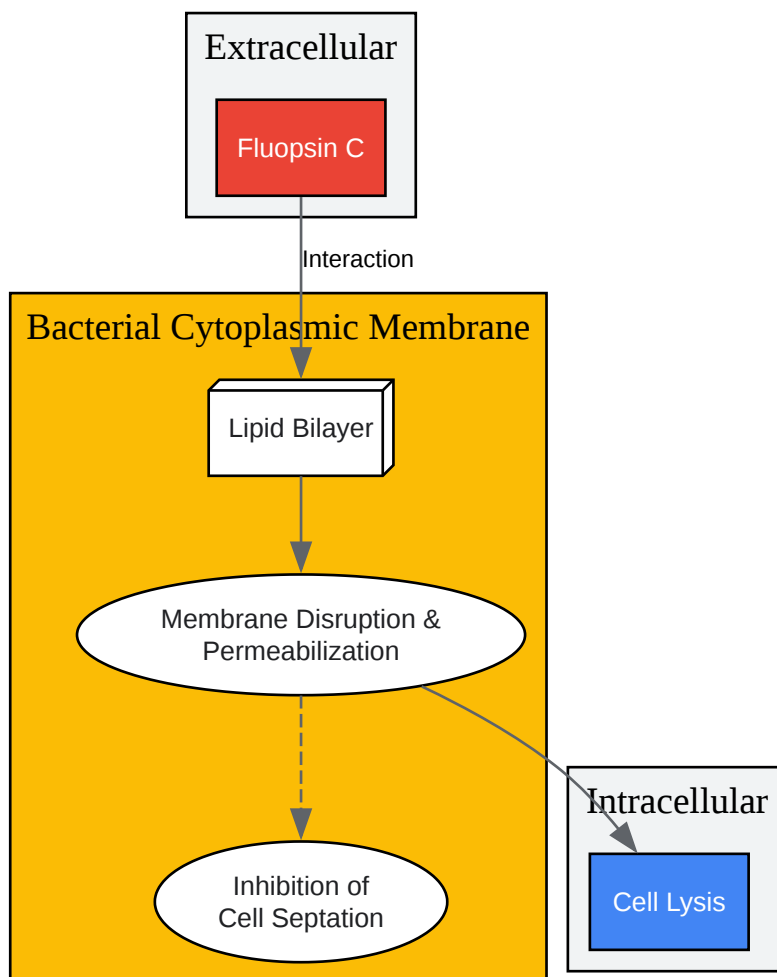 Extracellular
Fluopsin C
Interaction
Bacterial Cytoplasmic Membrane
Lipid Bilayer
Membrane Disruption &
Permeabilization
Inhibition of
Cell Septation
Intracellular
Cell Lysis